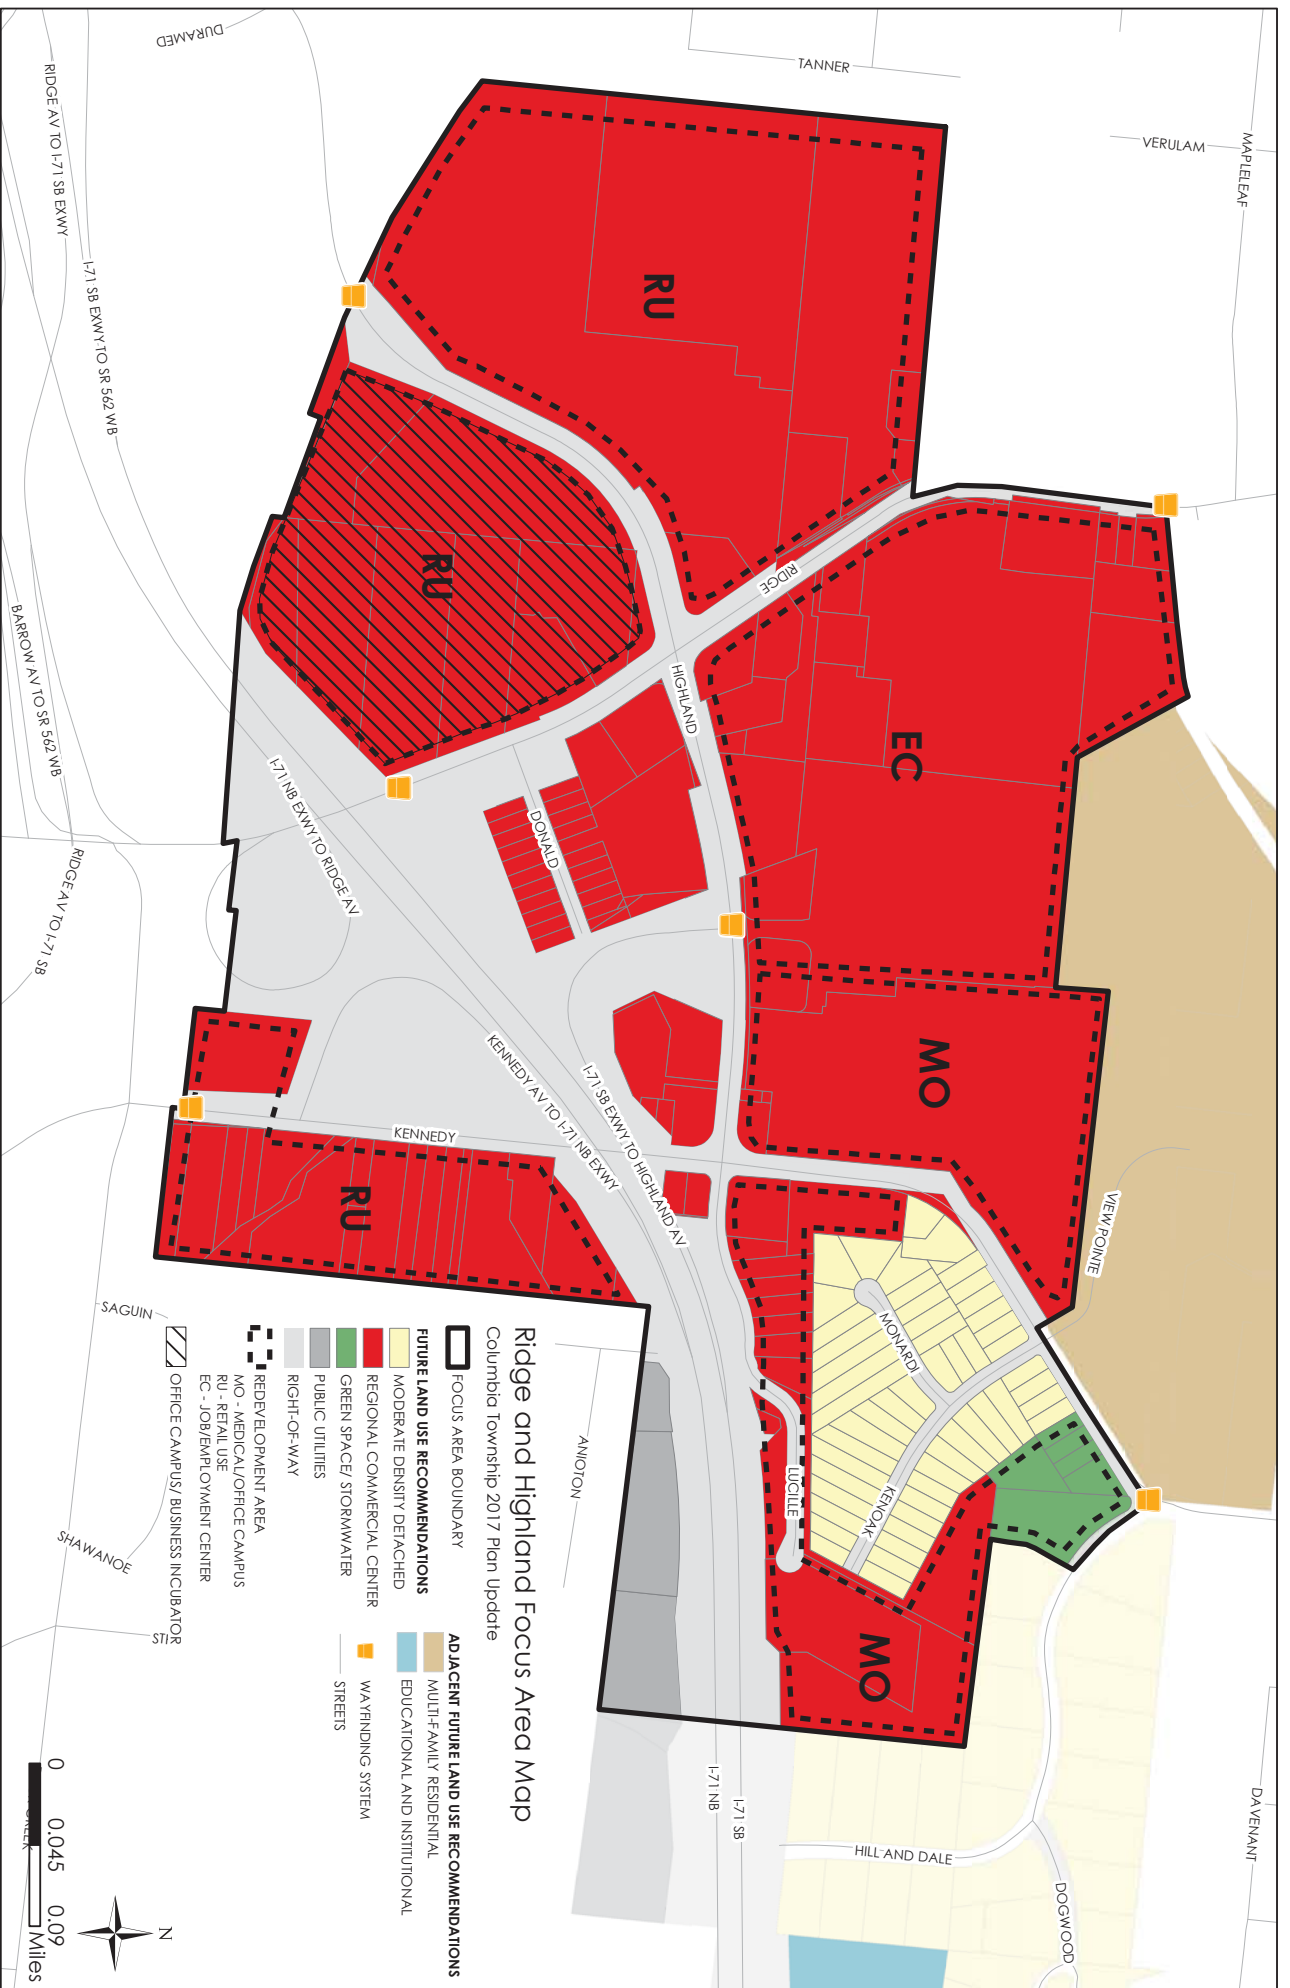 Ridge and Highland Focus Area Map
Columbia Township 2017 Plan Update
FOCUS AREA BOUNDARY
FUTURE LAND USE RECOMMENDATIONS
MODERATE DENSITY DETACHED
REGIONAL COMMERCIAL CENTER
GREEN SPACE/ STORMWATER
PUBLIC UTILITIES
RIGHT-OF-WAY
REDEVELOPMENT AREA
MO - MEDICAL/OFFICE CAMPUS
RU - RETAIL USE
EC - JOB/EMPLOYMENT CENTER
OFFICE CAMPUS/ BUSINESS INCUBATOR
ADJACENT FUTURE LAND USE RECOMMENDATIONS
MULTI-FAMILY RESIDENTIAL
EDUCATIONAL AND INSTITUTIONAL
WAYFINDING SYSTEM
STREETS
0 0.045 0.09
Miles
N
MAPLELEAF
VERULAM
TANNER
DURAMED
RIDGE AV TO I-71 SB EXWY
I-71 SB EXWY TO SR 562 WB
BARROW AV TO SR 562 WB
RIDGE AV TO I-71 SB
I-71 NB EXWY TO RIDGE AV
RU
RU
RU
EC
MO
MO
RIDGE
HIGHLAND
DONALD
KENNEDY
KENNEDY AV TO I-71 NB EXWY
I-71 SB EXWY TO HIGHLAND AV
VIEW POINTE
MONARDI
KENOAK
LUCILLE
ANIOTON
SAGUIN
SHAWANOE
STI
I-71 NB
I-71 SB
HILL AND DALE
DOGWOOD
DAVENANT